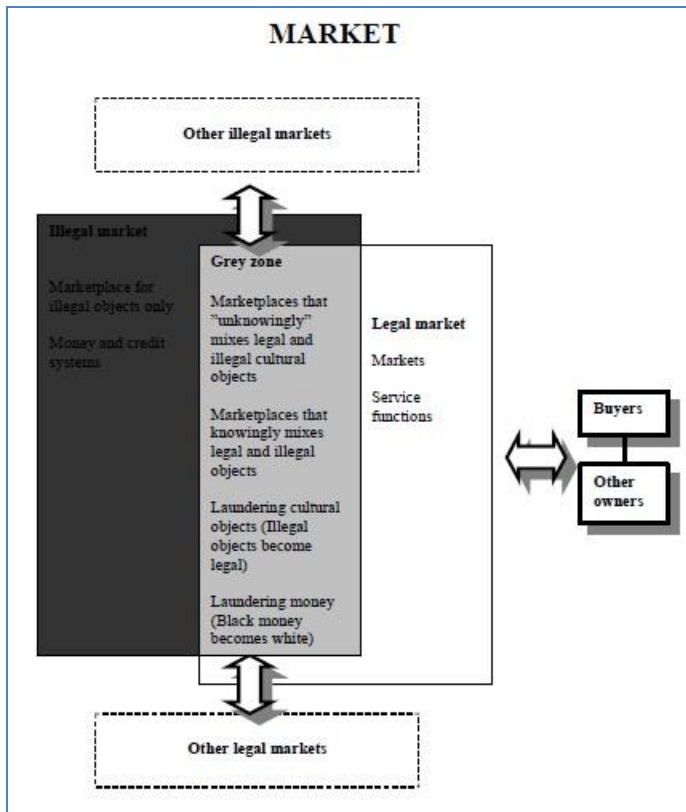 MARKET
Other illegal markets
Illegal market
Marketplace for
illegal objects only
Money and credit
systems
Grey zone
Marketplaces that
”unknowingly” 
mixes legal and
illegal cultural
objects
Marketplaces that
knowingly mixes
legal and illegal
objects
Laundering cultural
objects (Illegal
objects become
legal)
Laundering money
(Black money
becomes white)
Legal market
Markets
Service
functions
Buyers
Other
owners
Other legal markets